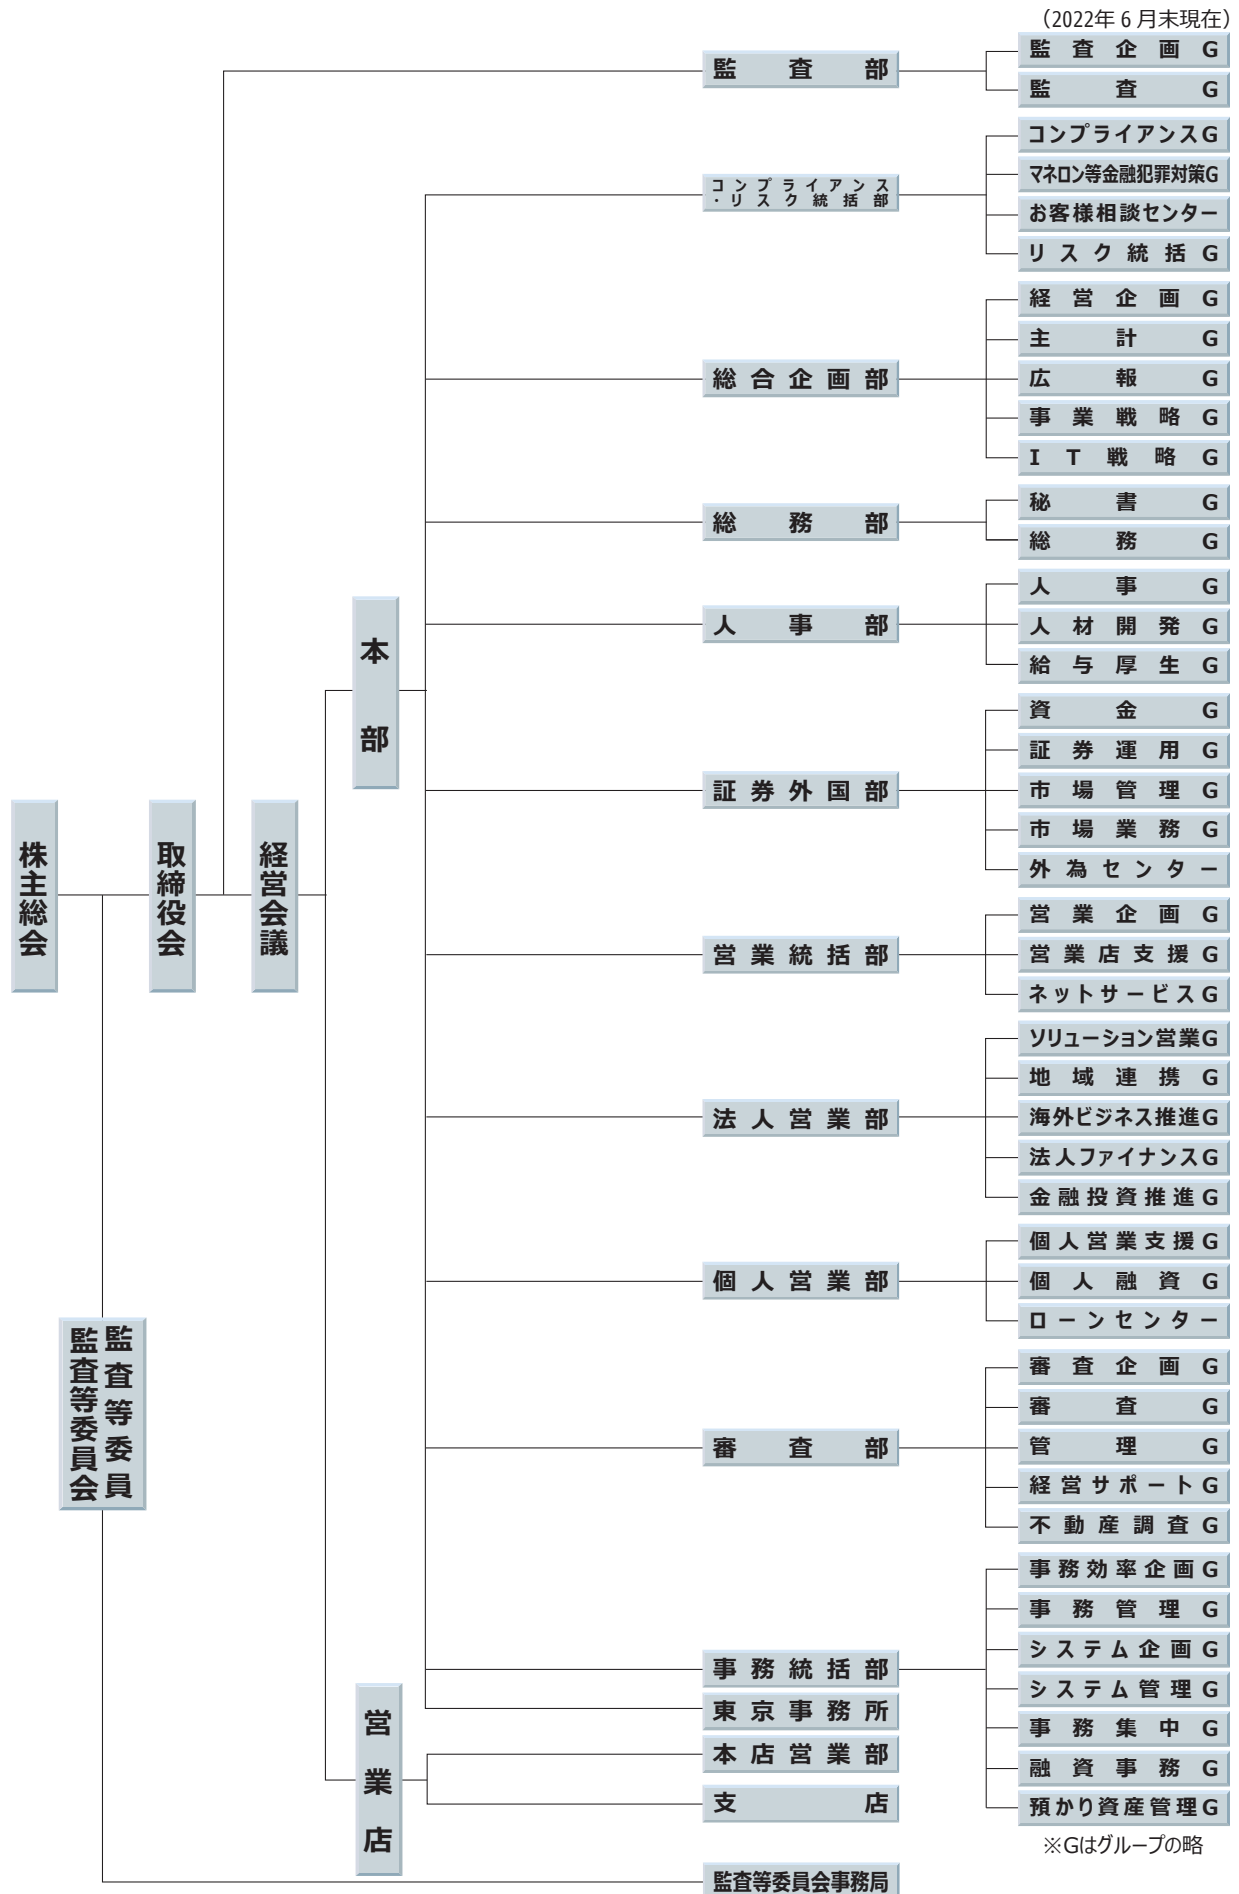 （2022年６月末現在）
株主総会
取締役会
経営会議
監査等委員
監査等委員会
本部
営業店
監査部
監査企画G
監査G
コンプライアンス
・リスク統括部
コンプライアンスG
マネロン等金融犯罪対策G
お客様相談センター
リスク統括G
総合企画部
経営企画G
主計G
広報G
事業戦略G
IT戦略G
総務部
秘書G
総務G
人事部
人事G
人材開発G
給与厚生G
証券外国部
資金G
証券運用G
市場管理G
市場業務G
外為センター
営業統括部
営業企画G
営業店支援G
ネットサービスG
法人営業部
ソリューション営業G
地域連携G
海外ビジネス推進G
法人ファイナンスG
金融投資推進G
個人営業部
個人営業支援G
個人融資G
ローンセンター
審査部
審査企画G
審査G
管理G
経営サポートG
不動産調査G
事務統括部
事務効率企画G
事務管理G
システム企画G
システム管理G
事務集中G
融資事務G
預かり資産管理G
東京事務所
本店営業部
支店
監査等委員会事務局
※Gはグループの略